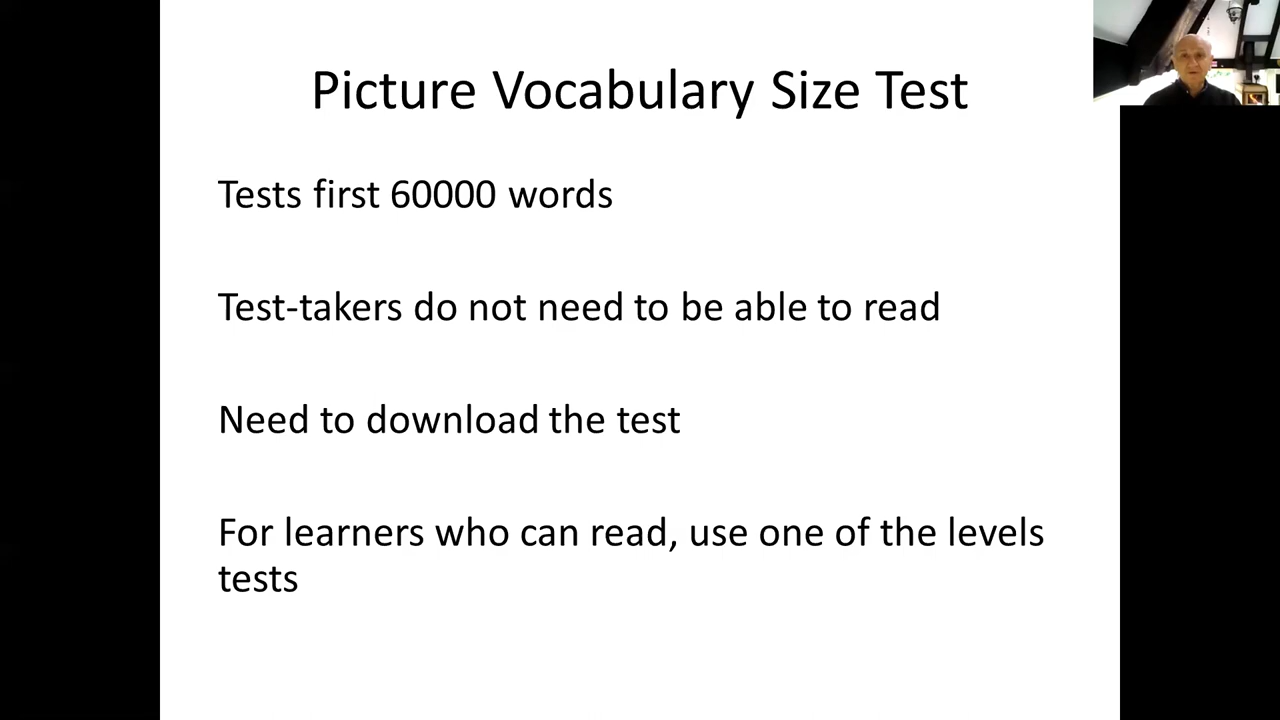 Picture Vocabulary Size Test
Tests first 60000 words
Test-takers do not need to be able to read
Need to download the test
For learners who can read, use one of the levels
tests